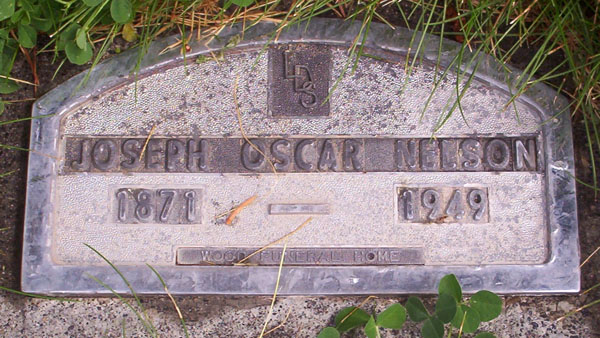 LDS
JOSEPH OSCAR NELSON
1871 1949
WOOD FUNERAL HOME